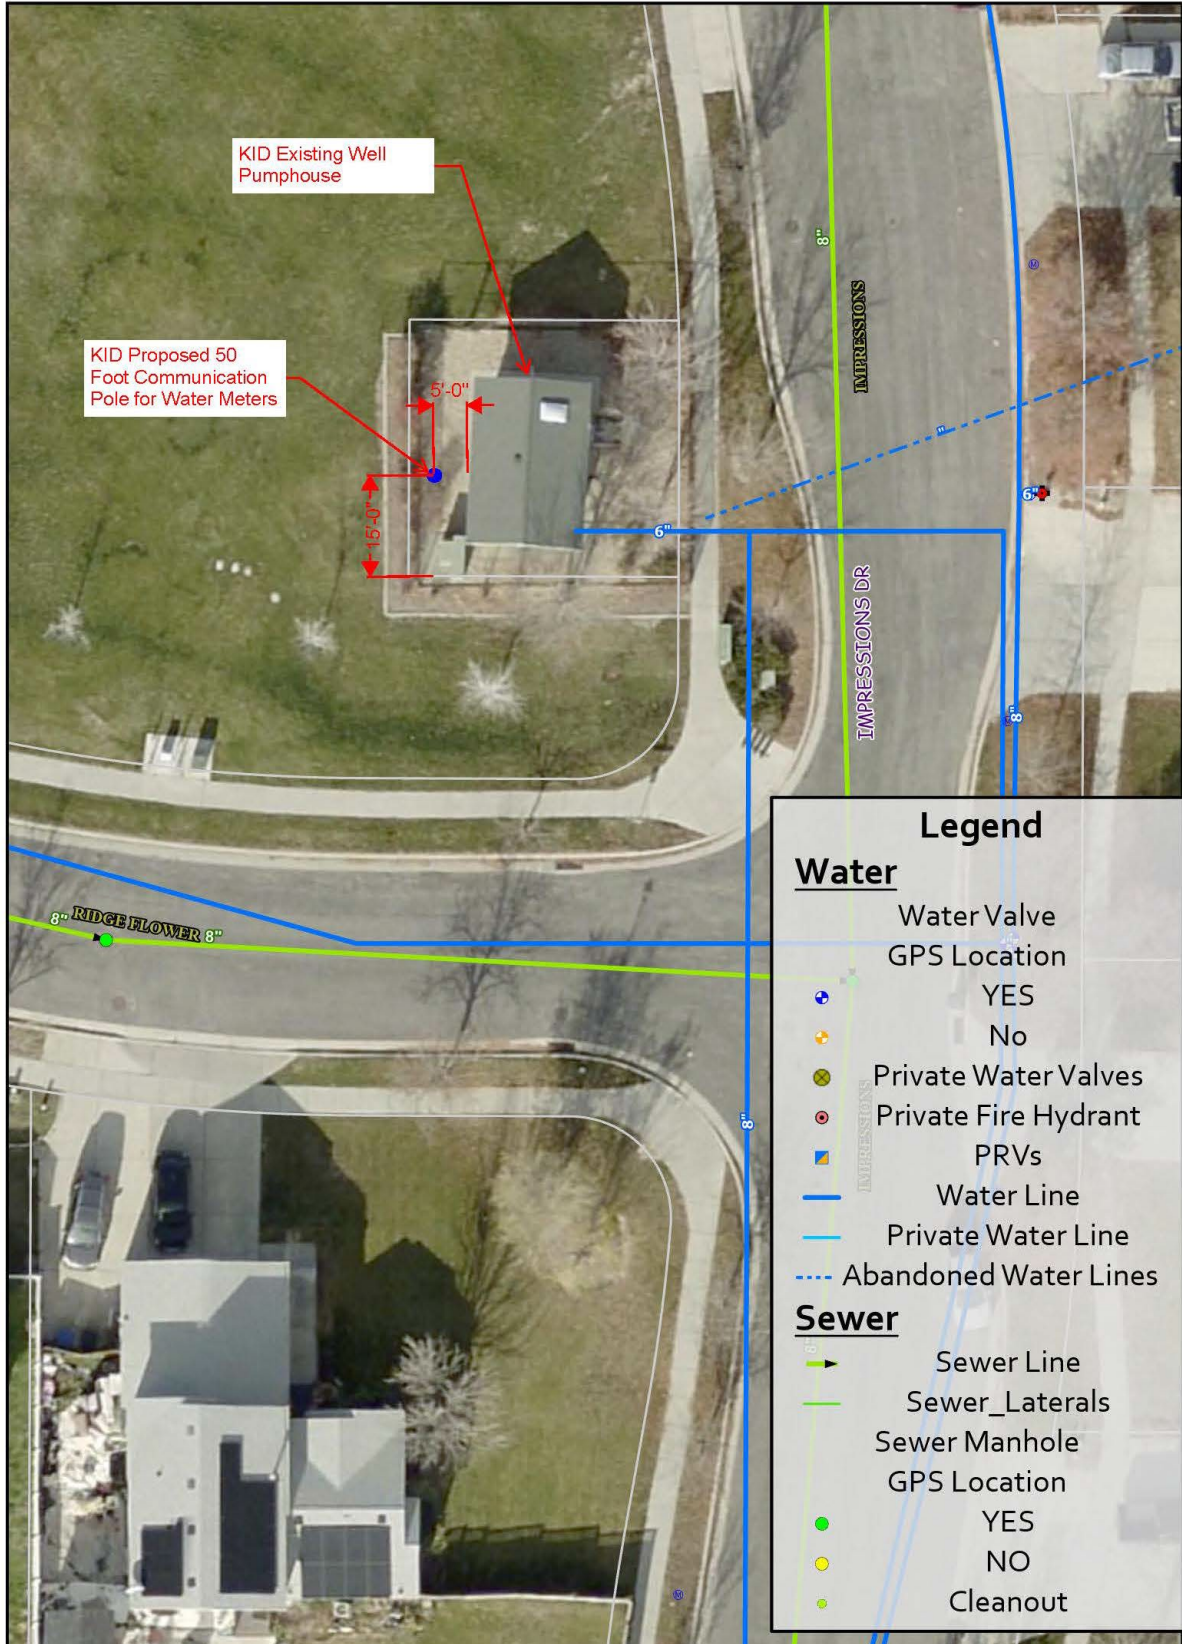 KID Existing Well
Pumphouse
8"
IMPRESSIONS
KID Proposed 50
Foot Communication
Pole for Water Meters
5'-0"
"
6"
15'-0"
6"
IMPRESSIONS DR
8"
8"
RIDGE FLOWER
8"
8"
Legend
Water
Water Valve
GPS Location
YES
No
Private Water Valves
Private Fire Hydrant
PRVs
Water Line
Private Water Line
Abandoned Water Lines
Sewer
Sewer Line
Sewer_Laterals
Sewer Manhole
GPS Location
YES
NO
Cleanout
IMPRESSIONS
8"
M
M
M